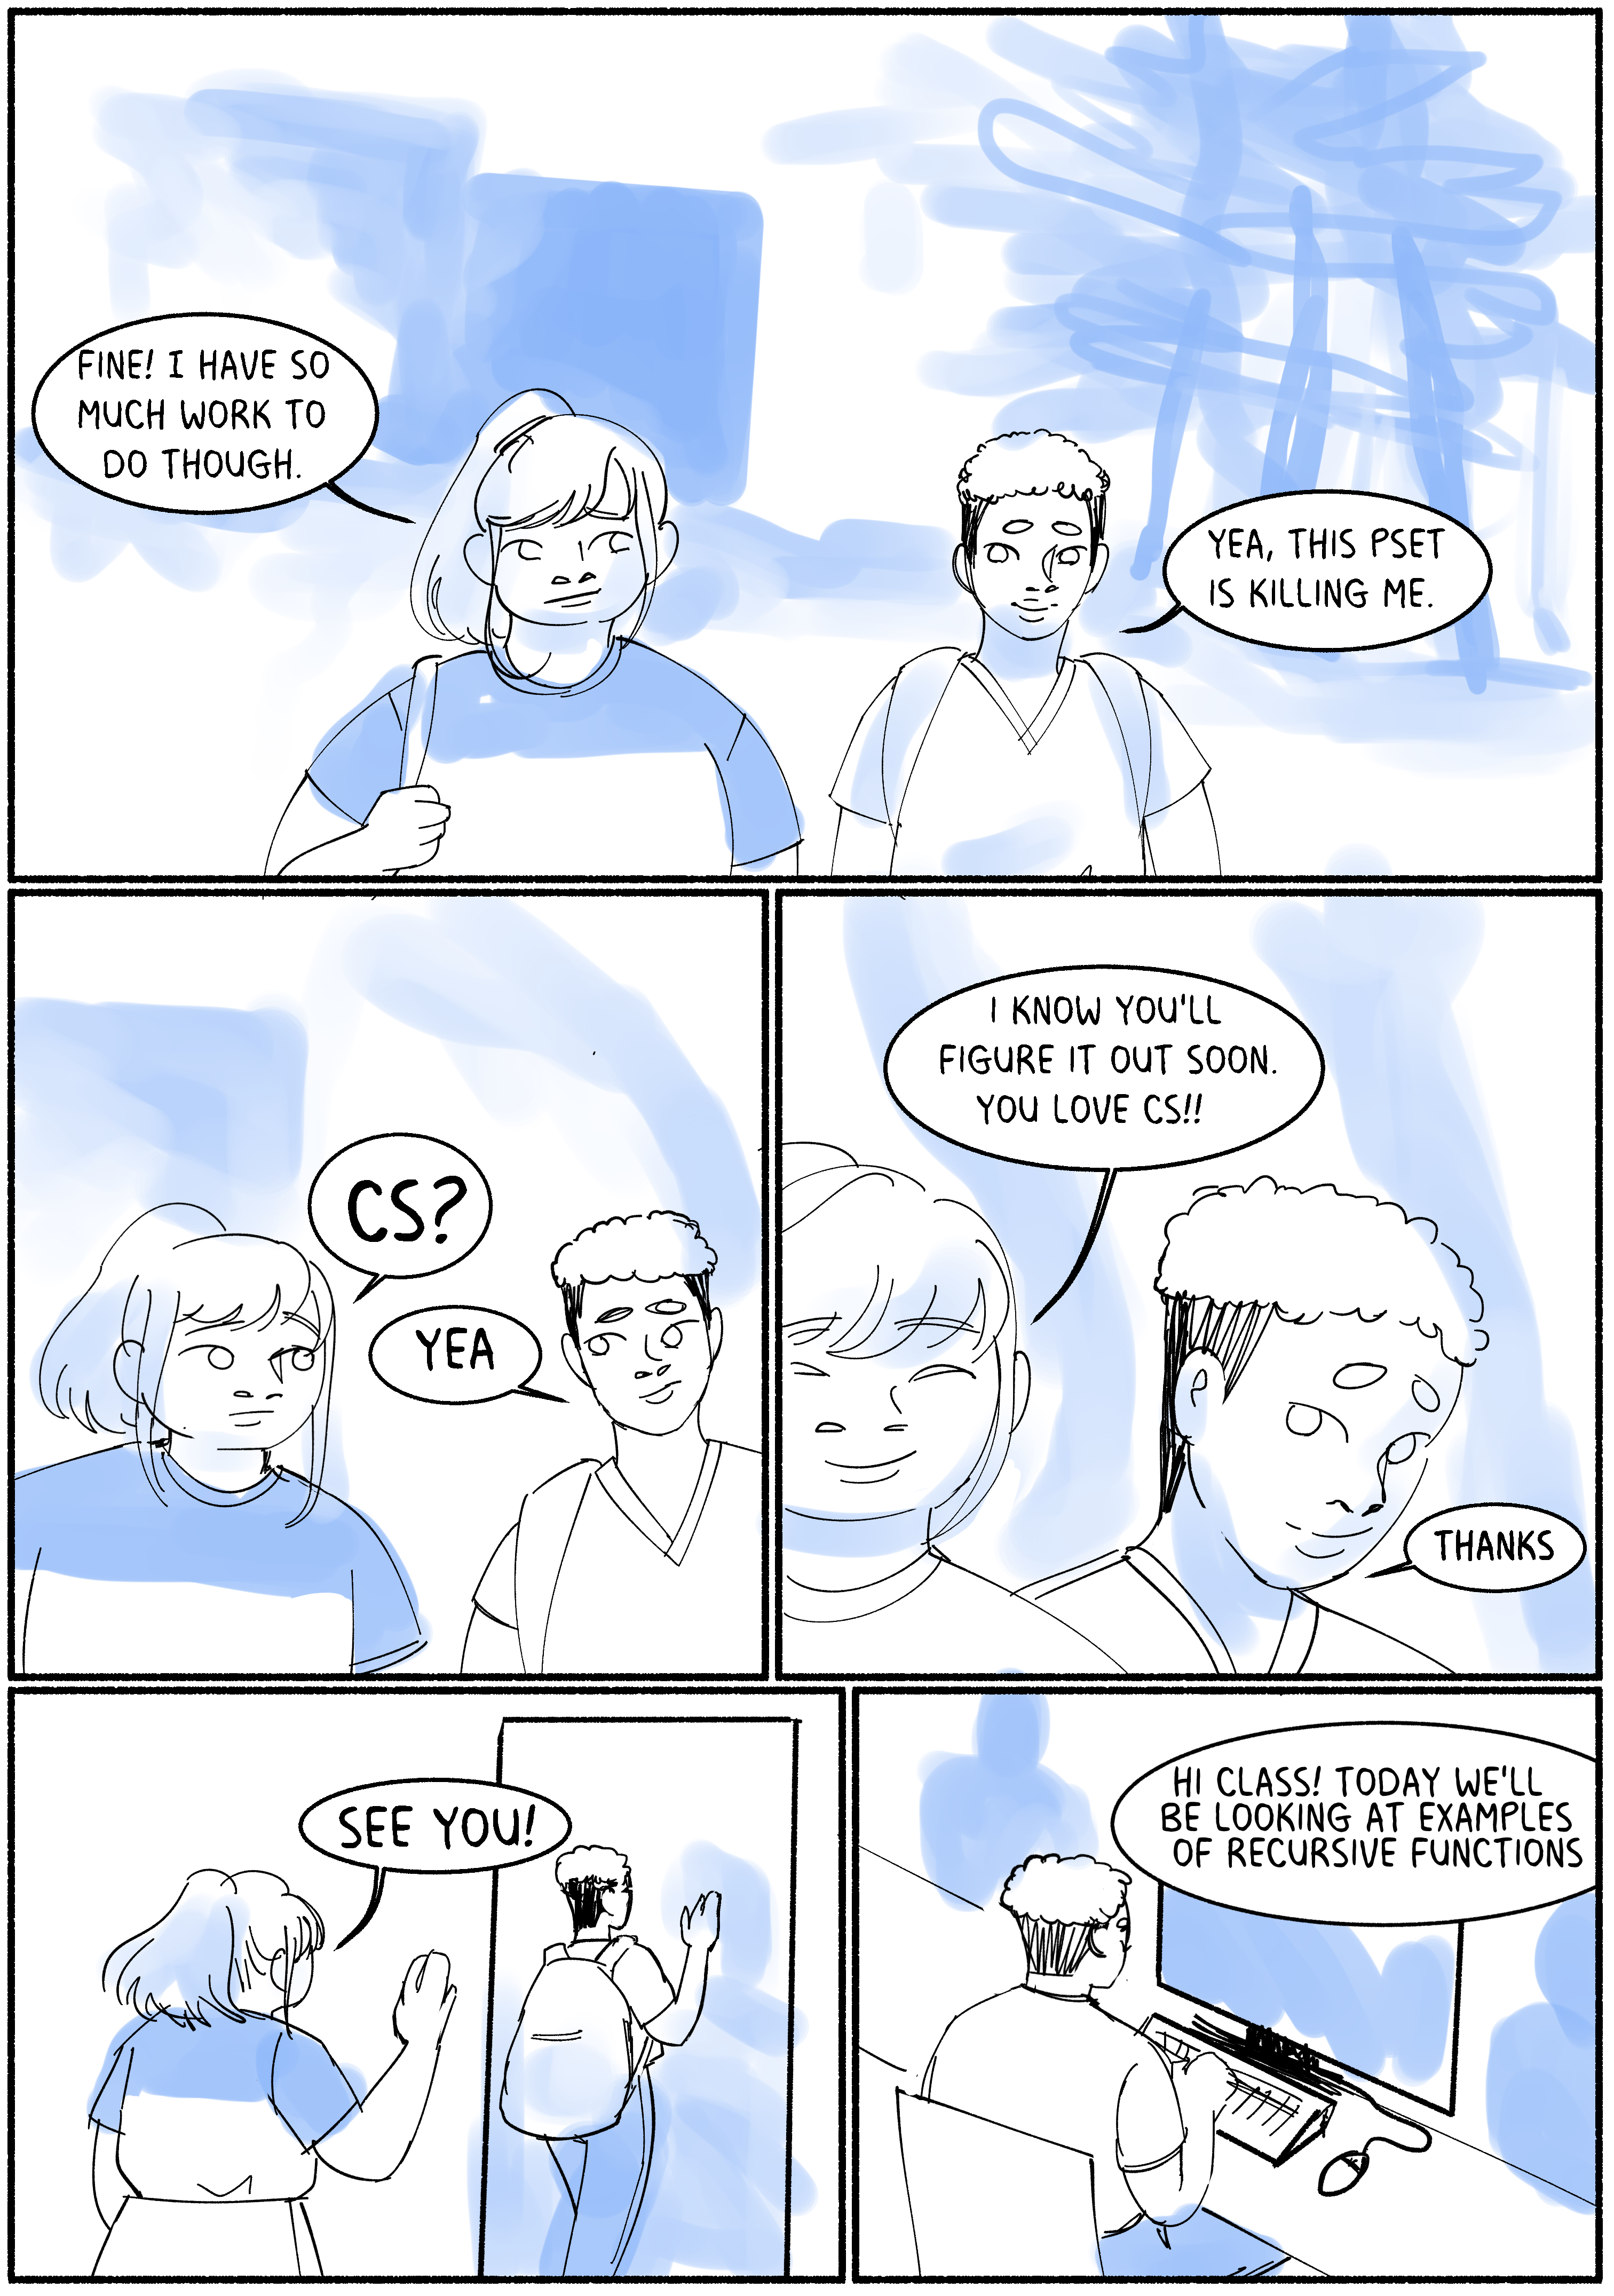 FINE! I HAVE SO
MUCH WORK TO
DO THOUGH.
YEA, THIS PSET
IS KILLING ME.
CS?
YEA
I KNOW YOU'LL
FIGURE IT OUT SOON.
YOU LOVE CS!!
THANKS
SEE YOU!
HI CLASS! TODAY WE'LL
BE LOOKING AT EXAMPLES
OF RECURSIVE FUNCTIONS